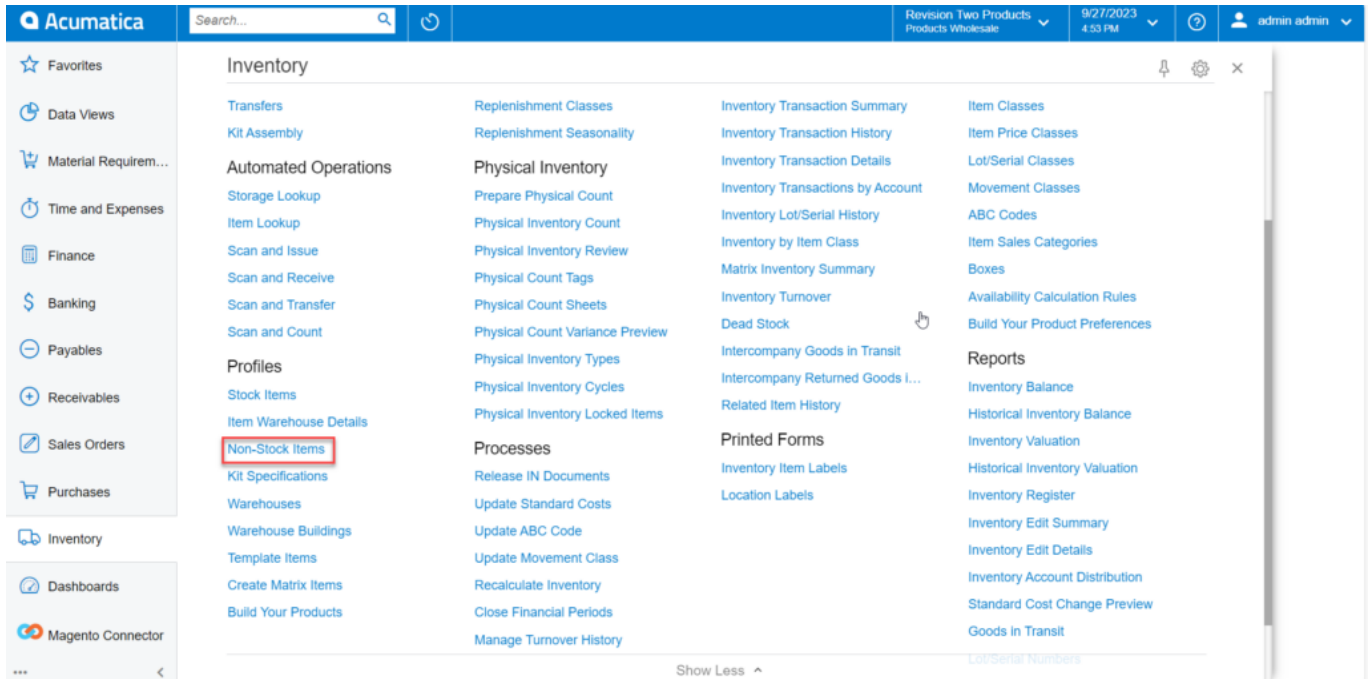 Acumatica
Search...
Revision Two Products
Products Wholesale
9/27/2023
4:53 PM
admin admin
Favorites
Data Views
Material Requirem...
Time and Expenses
Finance
Banking
Payables
Receivables
Sales Orders
Purchases
Inventory
Dashboards
Magento Connector
Inventory
Transfers
Kit Assembly
Automated Operations
Storage Lookup
Item Lookup
Scan and Issue
Scan and Receive
Scan and Transfer
Scan and Count
Profiles
Stock Items
Item Warehouse Details
Non-Stock Items
Kit Specifications
Warehouses
Warehouse Buildings
Template Items
Create Matrix Items
Build Your Products
Replenishment Classes
Replenishment Seasonality
Physical Inventory
Prepare Physical Count
Physical Inventory Count
Physical Inventory Review
Physical Count Tags
Physical Count Sheets
Physical Count Variance Preview
Physical Inventory Types
Physical Inventory Cycles
Physical Inventory Locked Items
Processes
Release IN Documents
Update Standard Costs
Update ABC Code
Update Movement Class
Recalculate Inventory
Close Financial Periods
Manage Turnover History
Inventory Transaction Summary
Inventory Transaction History
Inventory Transaction Details
Inventory Transactions by Account
Inventory Lot/Serial History
Inventory by Item Class
Matrix Inventory Summary
Inventory Turnover
Dead Stock
Intercompany Goods in Transit
Intercompany Returned Goods i...
Related Item History
Printed Forms
Inventory Item Labels
Location Labels
Item Classes
Item Price Classes
Lot/Serial Classes
Movement Classes
ABC Codes
Item Sales Categories
Boxes
Availability Calculation Rules
Build Your Product Preferences
Reports
Inventory Balance
Historical Inventory Balance
Inventory Valuation
Historical Inventory Valuation
Inventory Register
Inventory Edit Summary
Inventory Edit Details
Inventory Account Distribution
Standard Cost Change Preview
Goods in Transit
Lot/Serial Numbers
Show Less